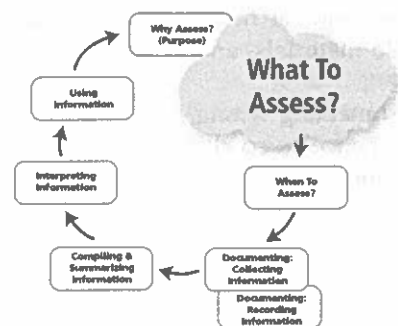 Why Assess?
(Purpose)
What To
Assess?
When To
Assess?
Documenting:
Collecting
Information
Documenting:
Recording
Information
Compiling &
Summarizing
Information
Interpreting
Information
Using
Information